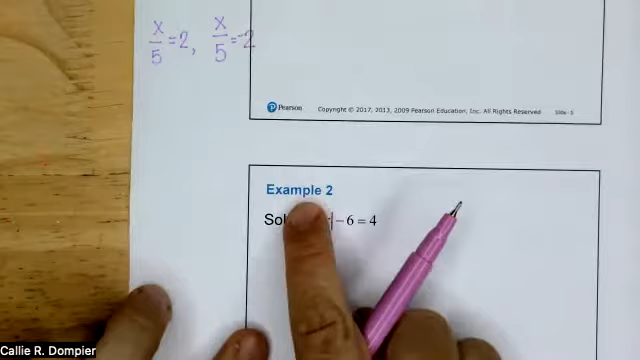 x/5 = 2, x/5 = -2
Pearson Copyright © 2017, 2013, 2009 Pearson Education, Inc. All Rights Reserved
Example 2
− 6 = 4
Callie R. Dompier